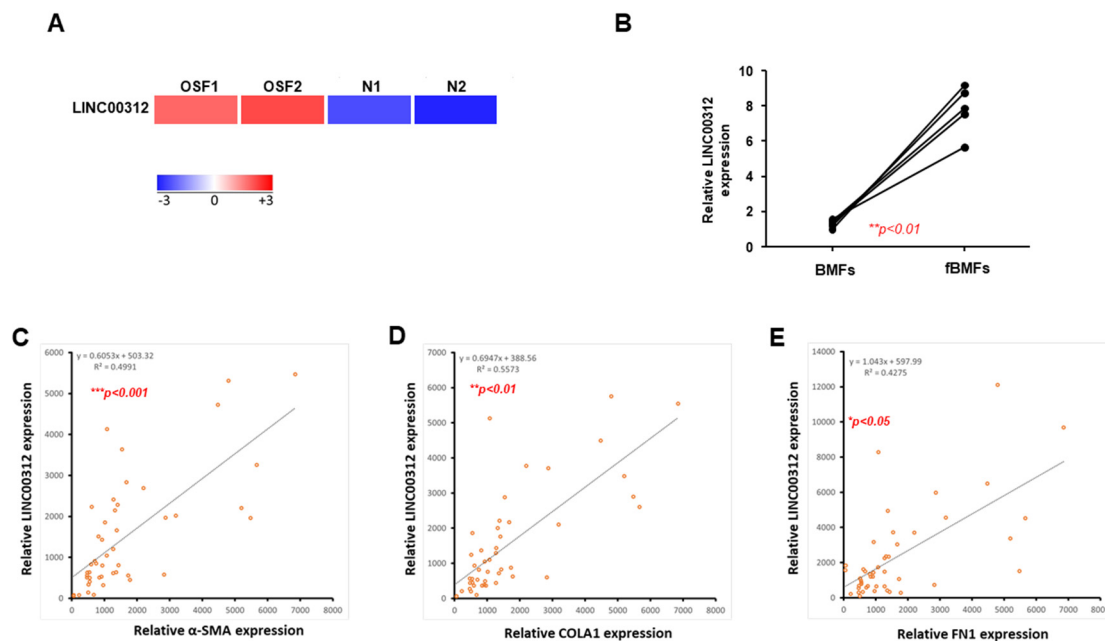 A
OSF1 OSF2 N1 N2
LINC00312
-3 0 +3
B
Relative LINC00312
expression
10
8
6
4
2
0
**p<0.01
BMFs fBMFs
C
Relative LINC00312 expression
6000
5000
4000
3000
2000
1000
0
y = 0.6053x + 503.32
R² = 0.4991
***p<0.001
0 1000 2000 3000 4000 5000 6000 7000 8000
Relative α-SMA expression
D
Relative LINC00312 expression
7000
6000
5000
4000
3000
2000
1000
0
y = 0.6947x + 388.56
R² = 0.5573
**p<0.01
0 1000 2000 3000 4000 5000 6000 7000 8000
Relative COLA1 expression
E
Relative LINC00312 expression
14000
12000
10000
8000
6000
4000
2000
0
y = 1.043x + 597.99
R² = 0.4275
*p<0.05
0 1000 2000 3000 4000 5000 6000 7000
Relative FN1 expression